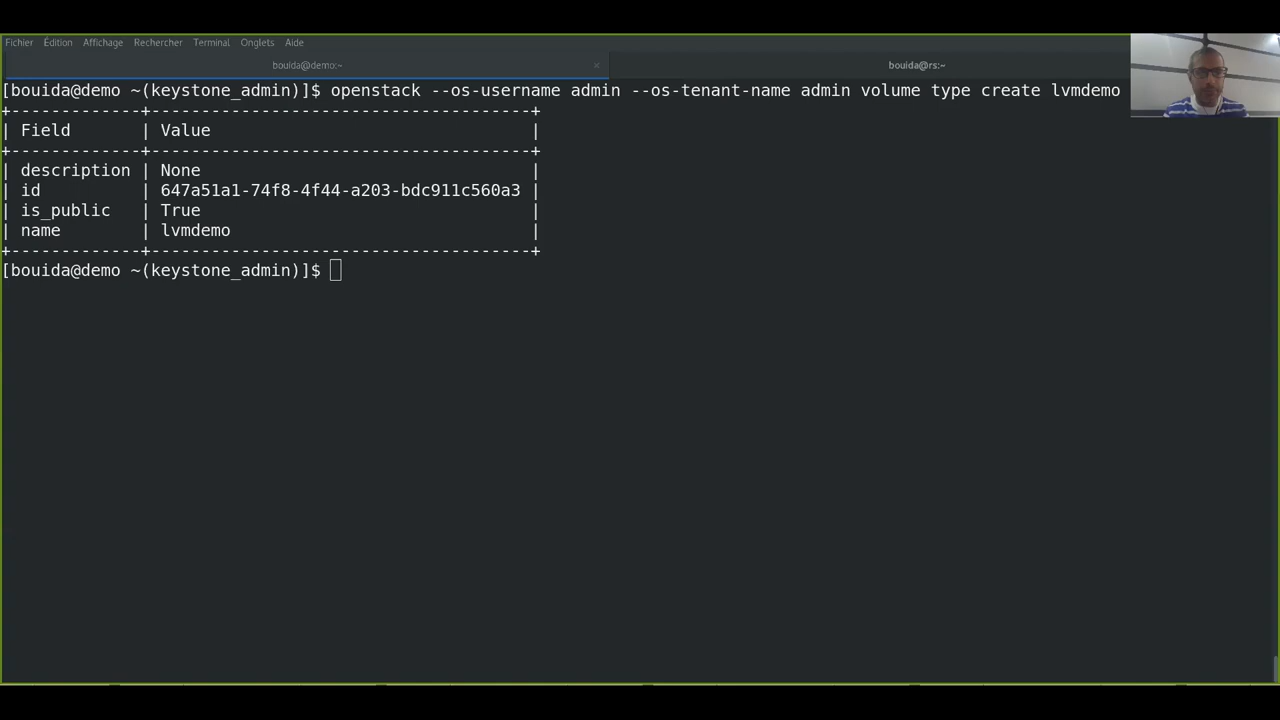 Fichier Édition Affichage Rechercher Terminal Onglets Aide
bouida@demo:~ × bouida@rs:~
[bouida@demo ~(keystone_admin)]$ openstack --os-username admin --os-tenant-name admin volume type create lvmdemo
+-------------+--------------------------------------+
| Field | Value |
+-------------+--------------------------------------+
| description | None |
| id | 647a51a1-74f8-4f44-a203-bdc911c560a3 |
| is_public | True |
| name | lvmdemo |
+-------------+--------------------------------------+
[bouida@demo ~(keystone_admin)]$